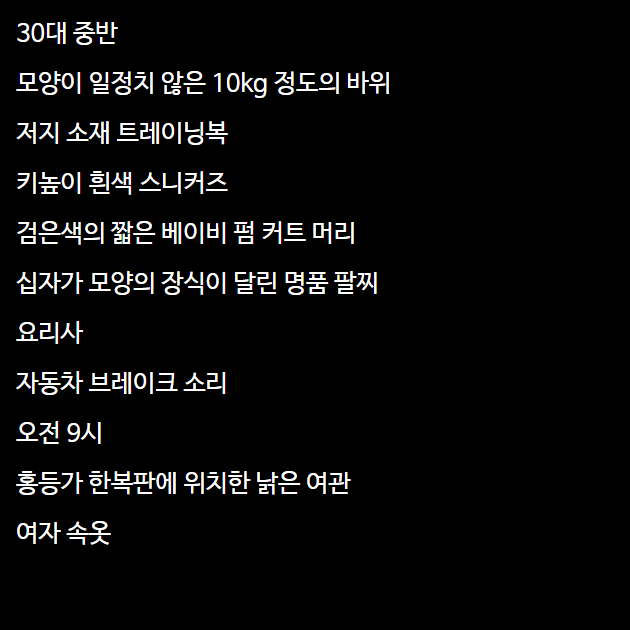 30대 중반
모양이 일정치 않은 10kg 정도의 바위
저지 소재 트레이닝복
키높이 흰색 스니커즈
검은색의 짧은 베이비 펌 커트 머리
십자가 모양의 장식이 달린 명품 팔찌
요리사
자동차 브레이크 소리
오전 9시
홍등가 한복판에 위치한 낡은 여관
여자 속옷